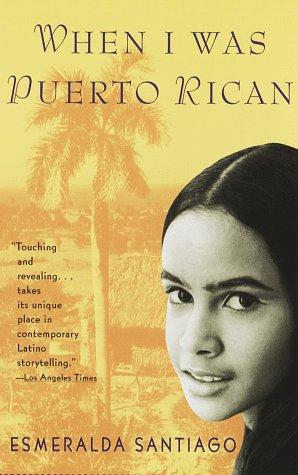 WHEN I WAS
PUERTO RICAN
"Touching
and
revealing. . .
takes
its unique
place in
contemporary
Latino
storytelling."
—Los Angeles Times
ESMERALDA SANTIAGO